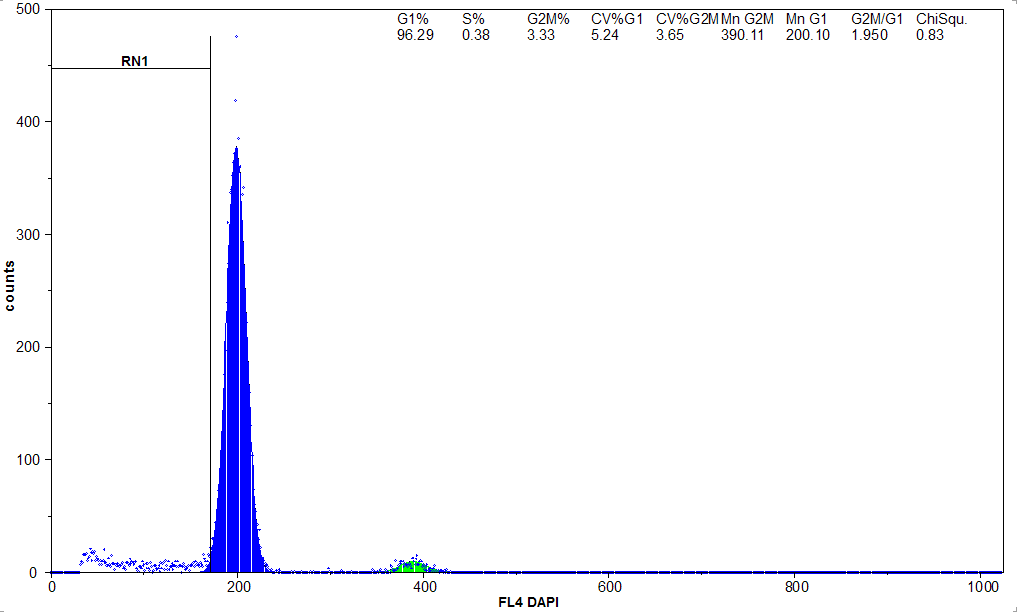 G1% S% G2M% CV%G1 CV%G2M Mn G2M Mn G1 G2M/G1 ChiSqu.
96.29 0.38 3.33 5.24 3.65 390.11 200.10 1.950 0.83
RN1
500
400
300
200
100
0
counts
0 200 400 600 800 1000
FL4 DAPI